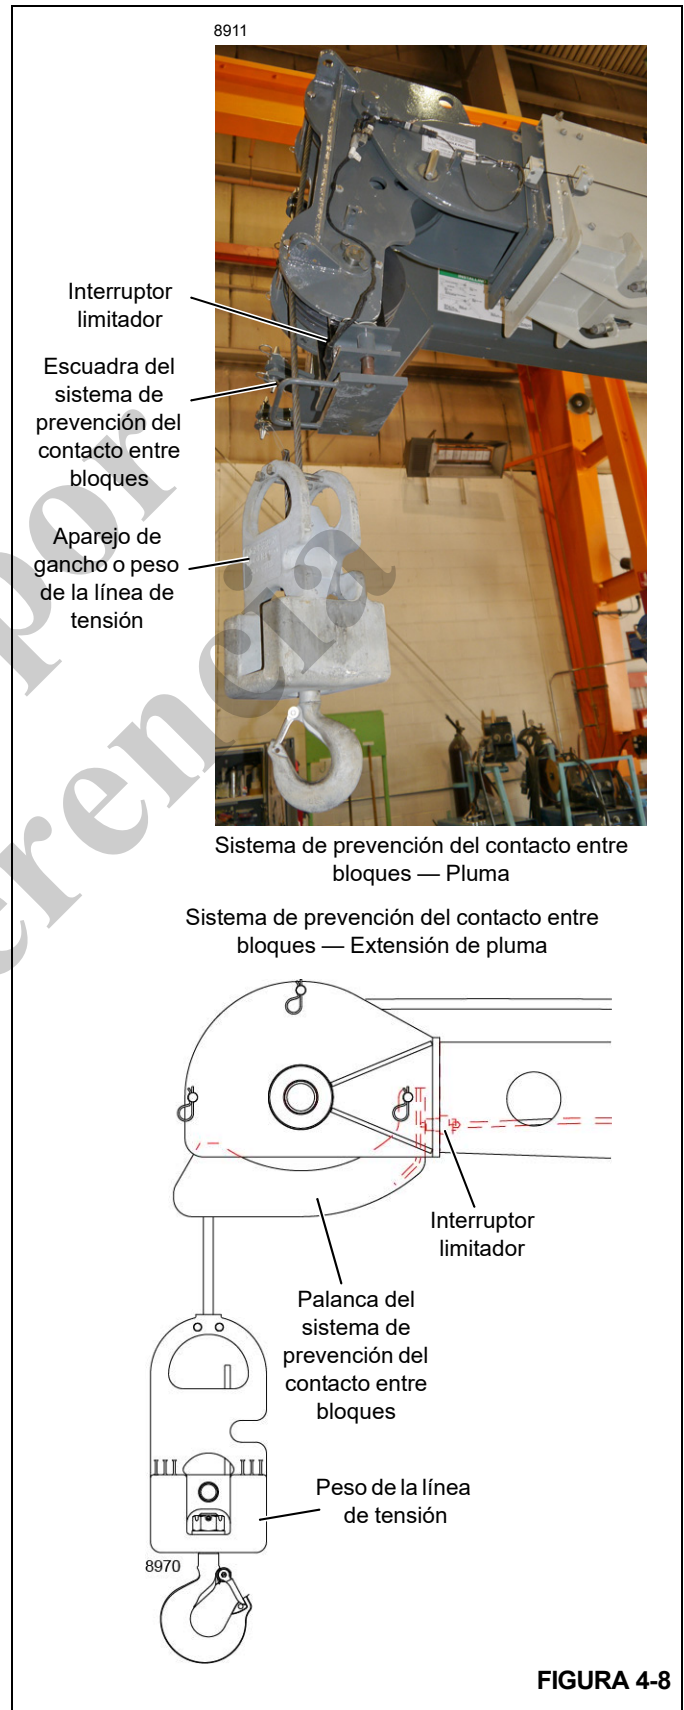 8911
Interruptor
limitador
Escuadra del
sistema de
prevención del
contacto entre
bloques
Aparejo de
gancho o peso
de la línea de
tensión
Sistema de prevención del contacto entre
bloques — Pluma
Sistema de prevención del contacto entre
bloques — Extensión de pluma
Interruptor
limitador
Palanca del
sistema de
prevención del
contacto entre
bloques
Peso de la línea
de tensión
8970
FIGURA 4-8
por
erencia